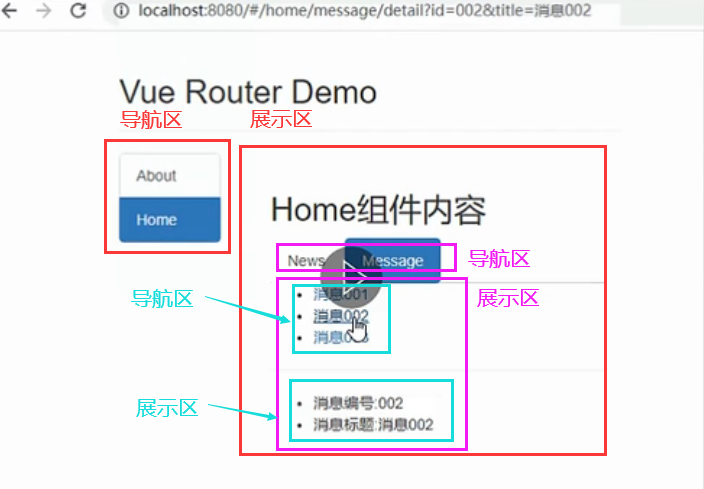 localhost:8080/#/home/message/detail?id=002&title=消息002
Vue Router Demo
导航区
展示区
About
Home
Home组件内容
News
Message
导航区
展示区
导航区
消息001
消息002
消息003
展示区
消息编号:002
消息标题:消息002